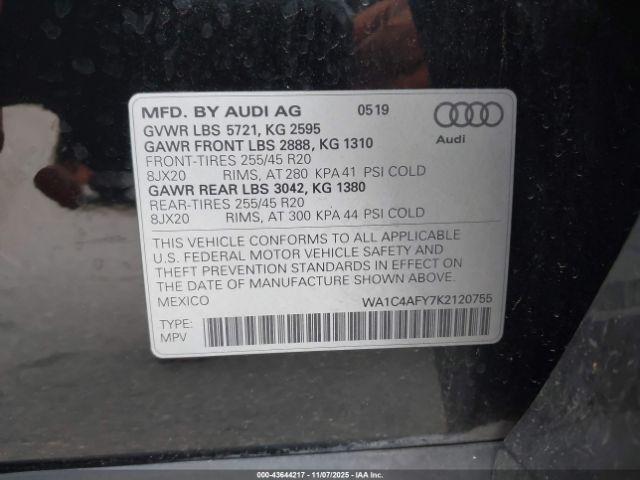 MFD. BY AUDI AG 0519
GVWR LBS 5721, KG 2595
GAWR FRONT LBS 2888, KG 1310
FRONT-TIRES 255/45 R20
8JX20 RIMS, AT 280 KPA 41 PSI COLD
GAWR REAR LBS 3042, KG 1380
REAR-TIRES 255/45 R20
8JX20 RIMS, AT 300 KPA 44 PSI COLD
Audi
THIS VEHICLE CONFORMS TO ALL APPLICABLE
U.S. FEDERAL MOTOR VEHICLE SAFETY AND
THEFT PREVENTION STANDARDS IN EFFECT ON
THE DATE OF MANUFACTURE SHOWN ABOVE.
MEXICO WA1C4AFY7K2120755
TYPE:
MPV
000-43644217 - 11/07/2025 - IAAI.COM